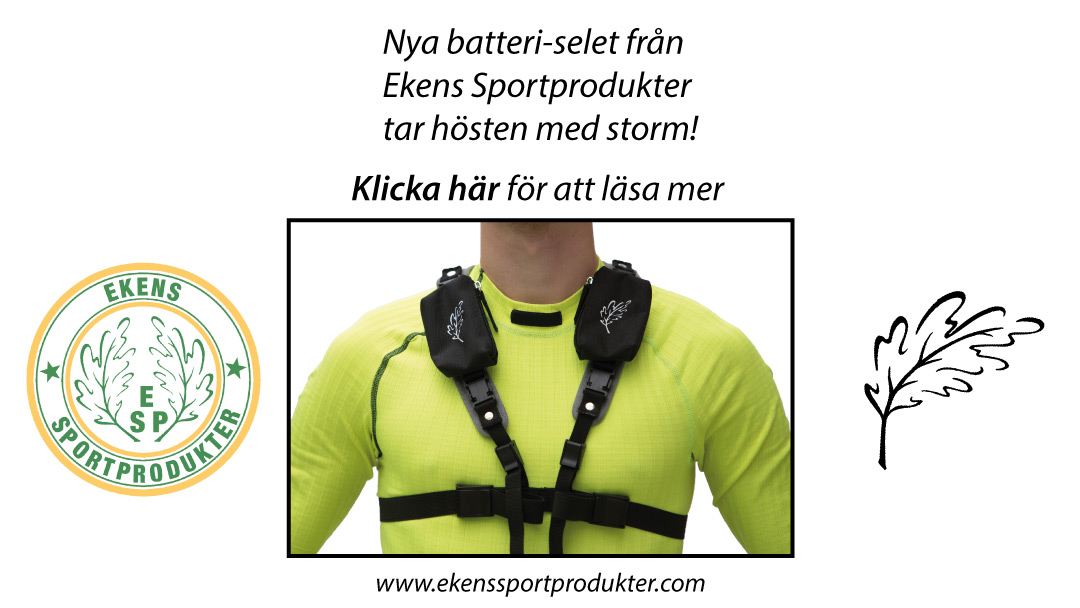 Nya batteri-selet från
Ekens Sportprodukter
tar hösten med storm!
Klicka här för att läsa mer
EKENS
E
S P
SPORTPRODUKTER
www.ekenssportprodukter.com